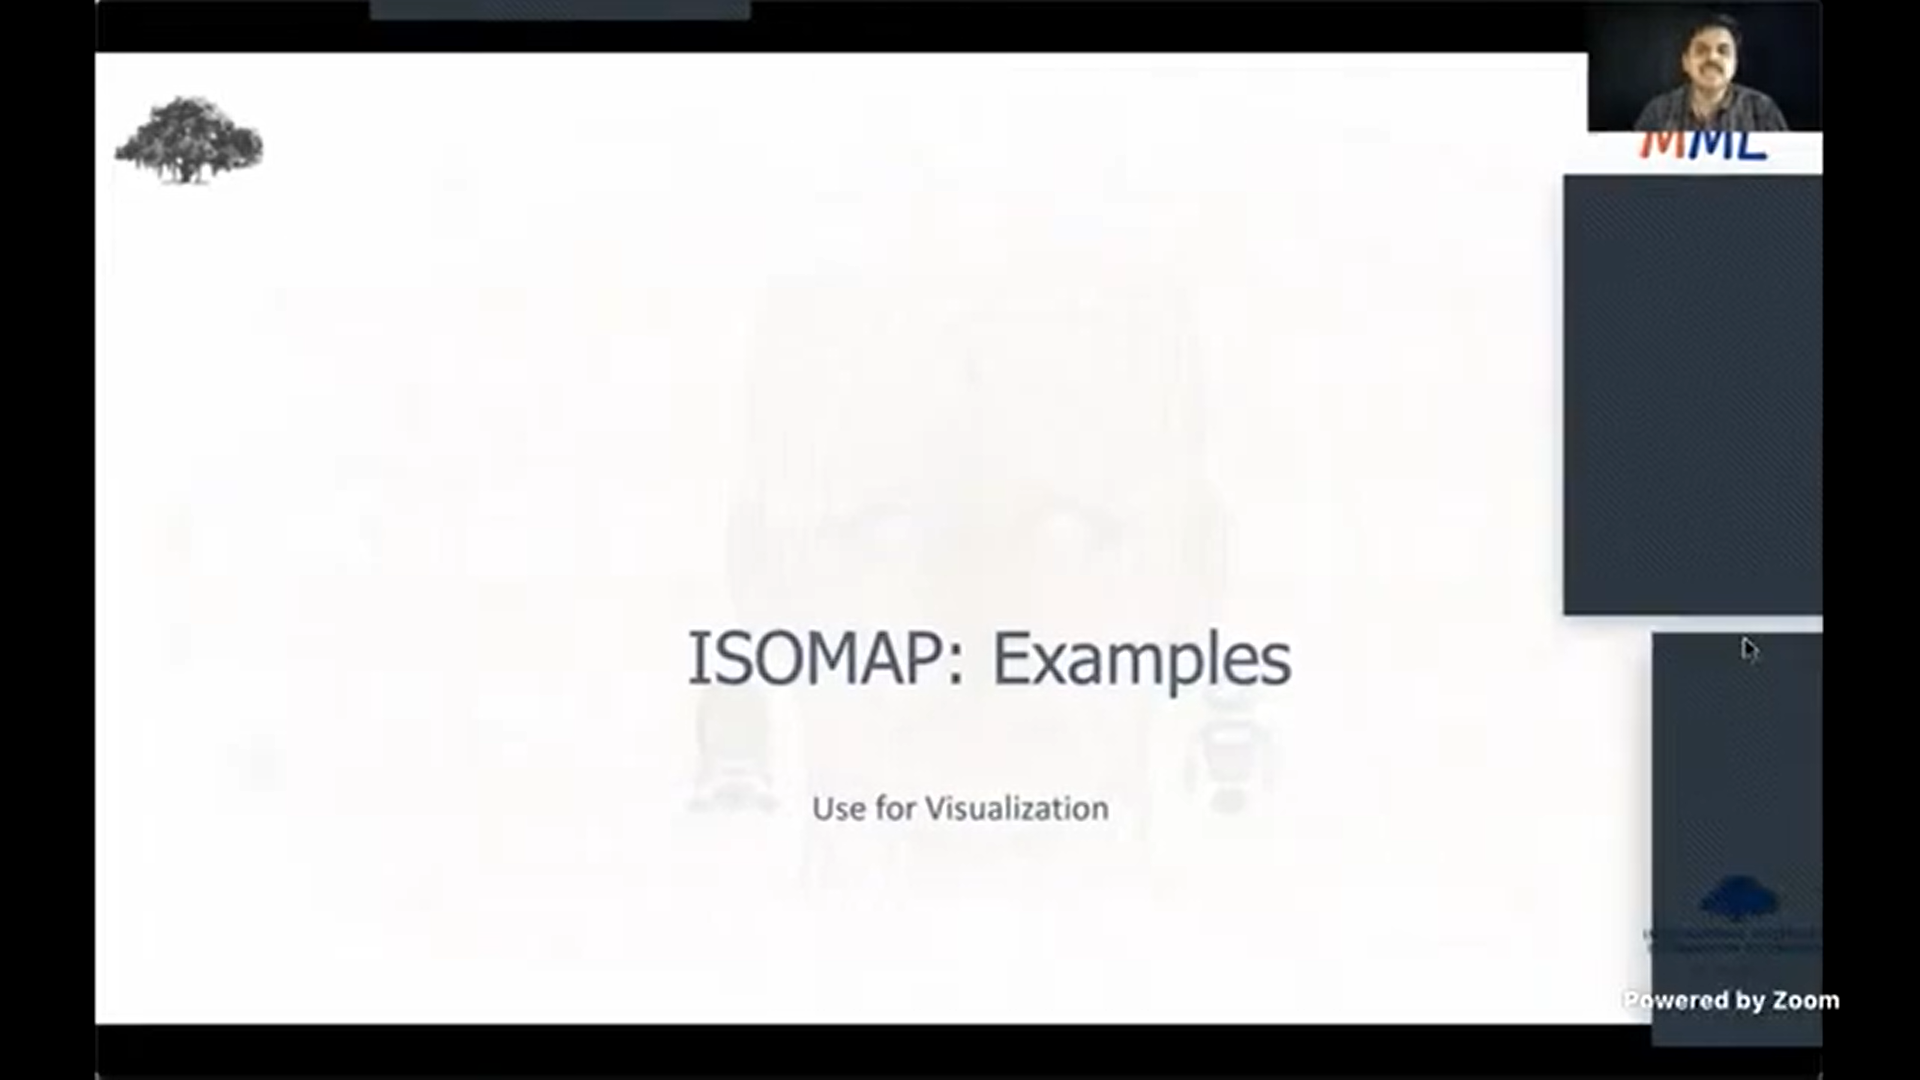 MML
ISOMAP: Examples
Use for Visualization
Powered by Zoom